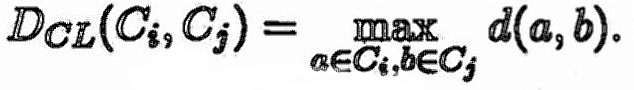 D_{CL}(C_i, C_j) = \max_{a \in C_i, b \in C_j} d(a, b).